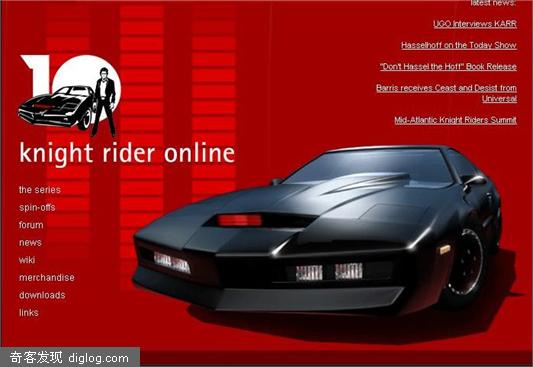 latest news:
UGO Interviews KARR
Hasselhoff on the Today Show
"Don't Hassel the Hoff" Book Release
Barris receives Ceast and Desist from
Universal
Mid-Atlantic Knight Riders Summit
10
knight rider online
the series
spin-offs
forum
news
wiki
merchandise
downloads
links
奇客发现 diglog.com